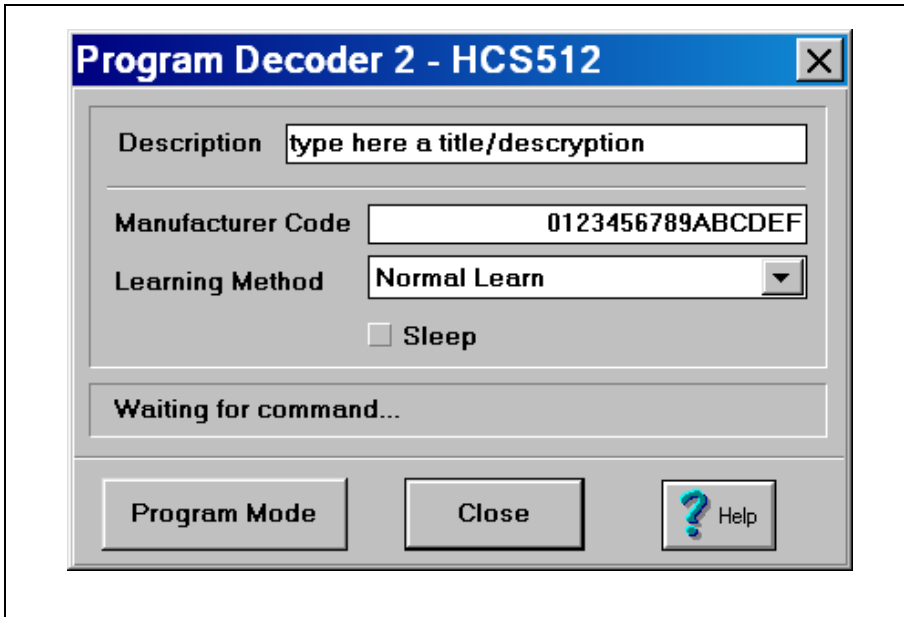 Program Decoder 2 - HCS512
Description type here a title/descryption
Manufacturer Code 0123456789ABCDEF
Learning Method Normal Learn
Sleep
Waiting for command...
Program Mode Close Help